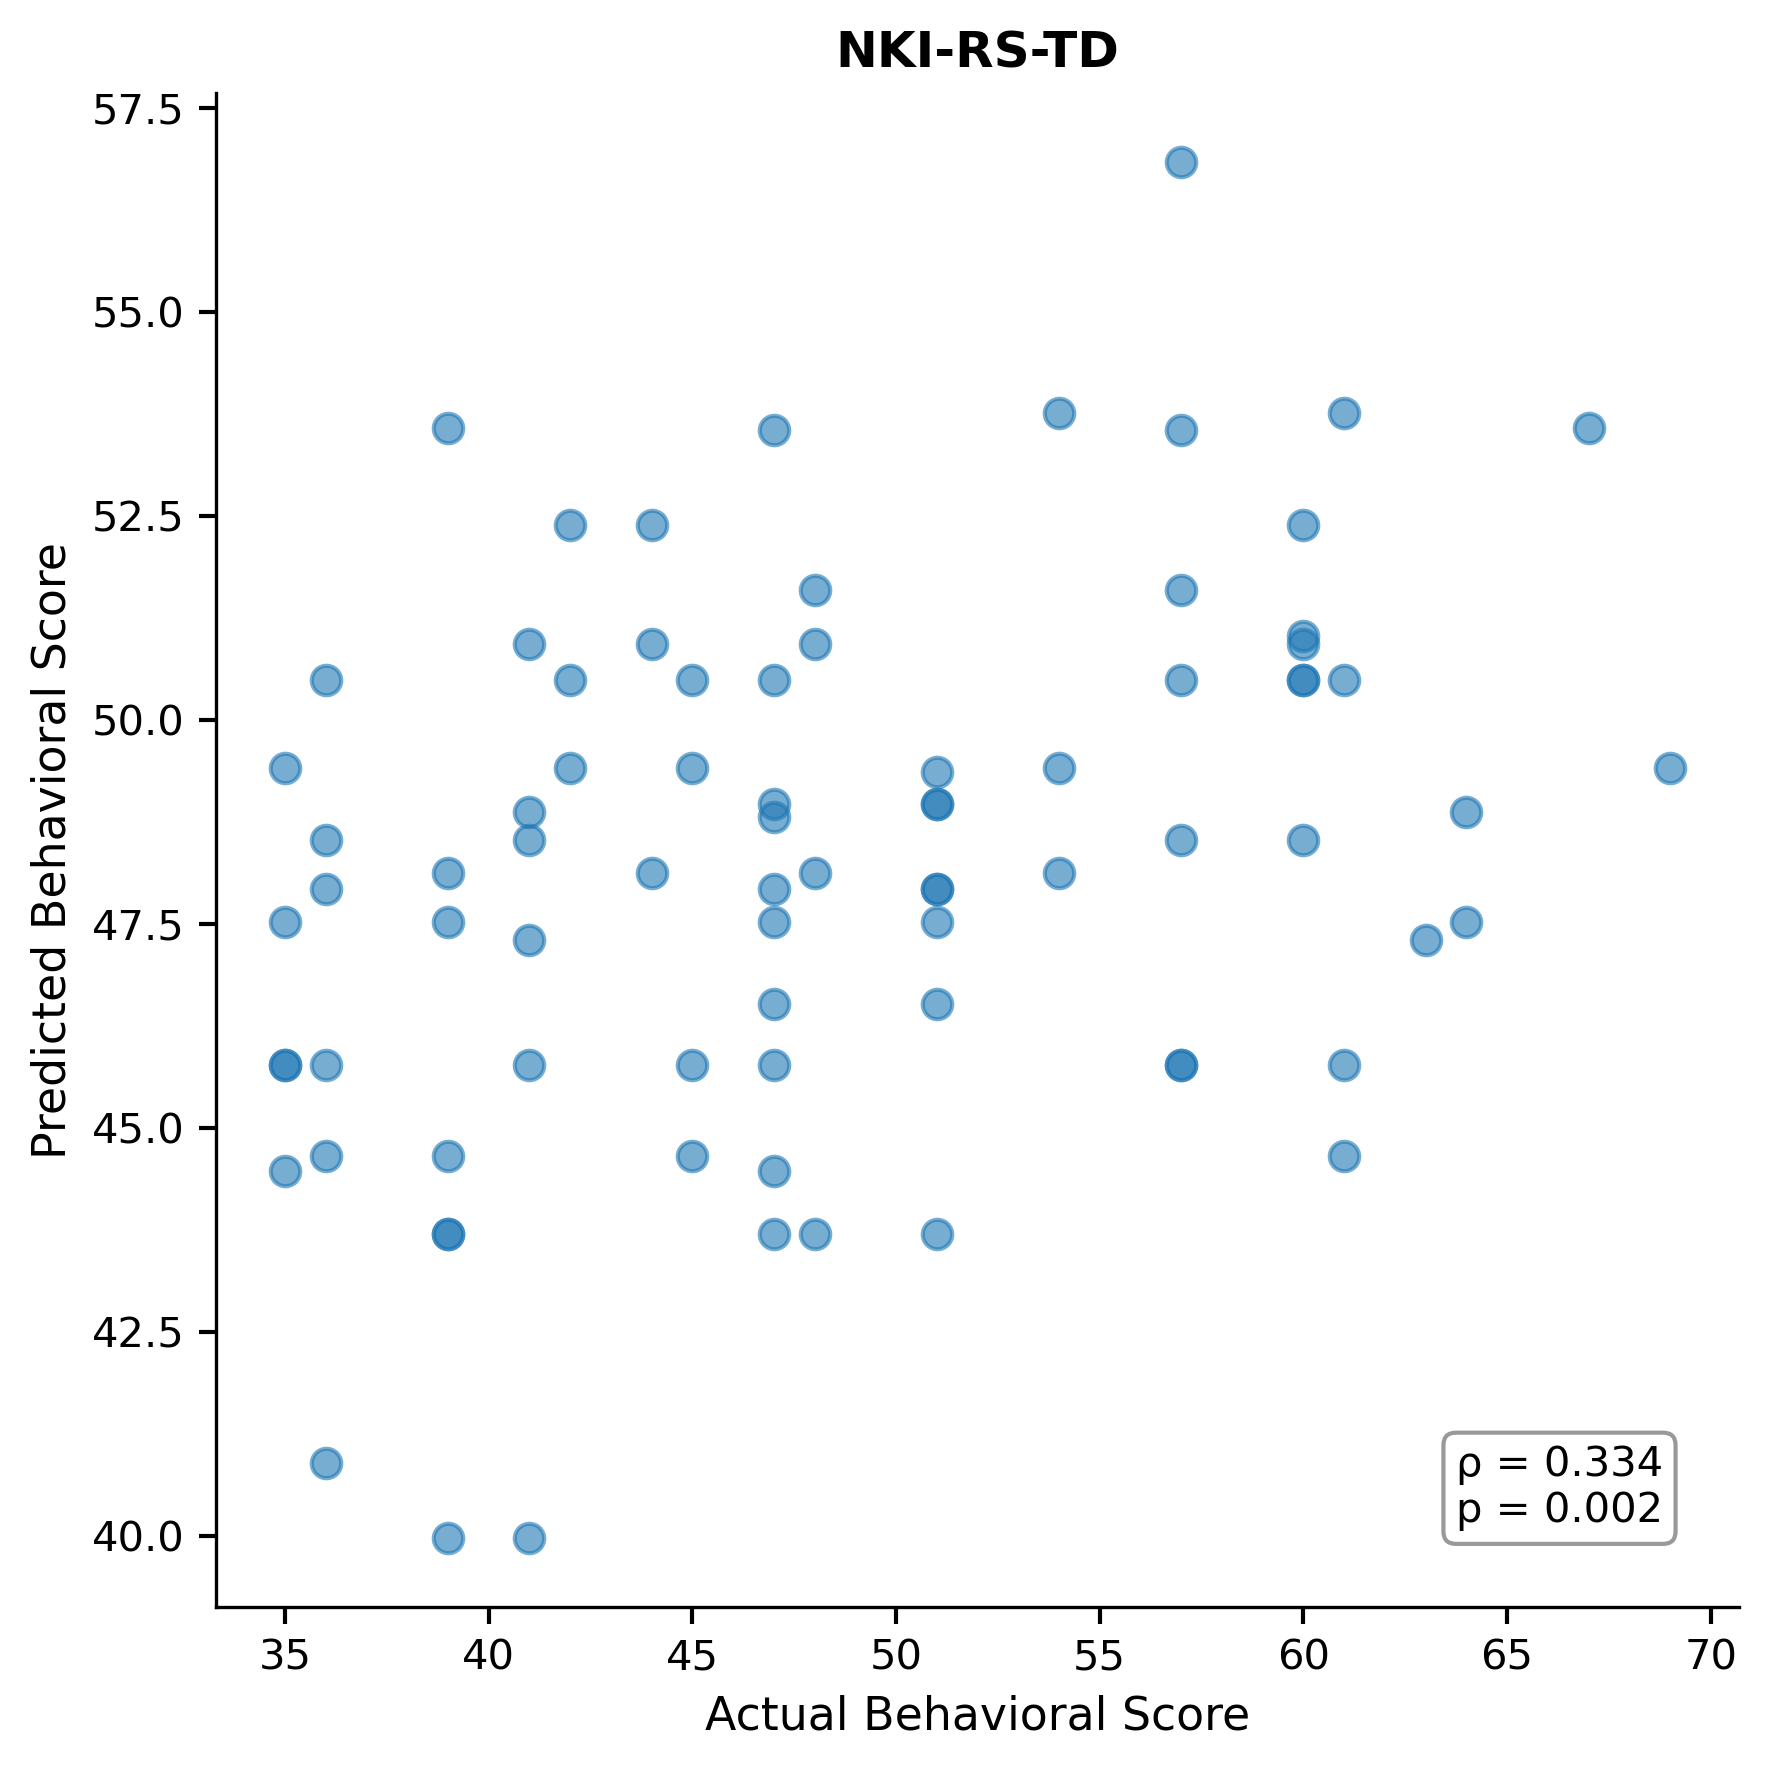 NKI-RS-TD
57.5
55.0
52.5
50.0
47.5
45.0
42.5
40.0
Predicted Behavioral Score
ρ = 0.334
p = 0.002
35 40 45 50 55 60 65 70
Actual Behavioral Score